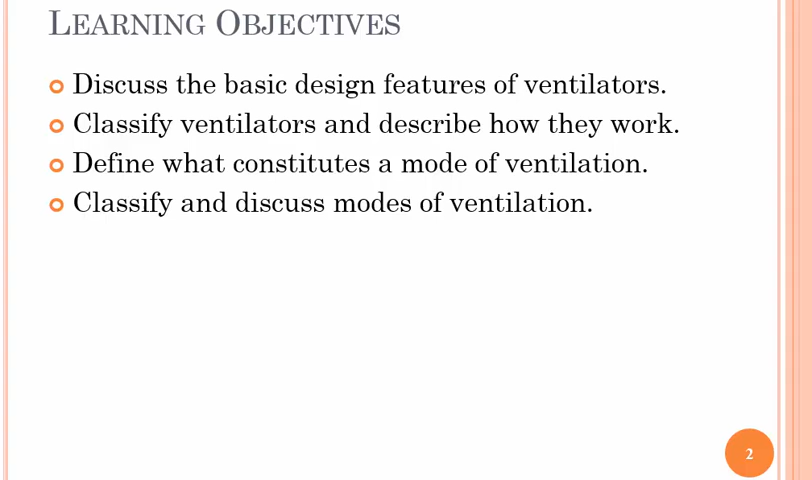 LEARNING OBJECTIVES
Discuss the basic design features of ventilators.
Classify ventilators and describe how they work.
Define what constitutes a mode of ventilation.
Classify and discuss modes of ventilation.
2